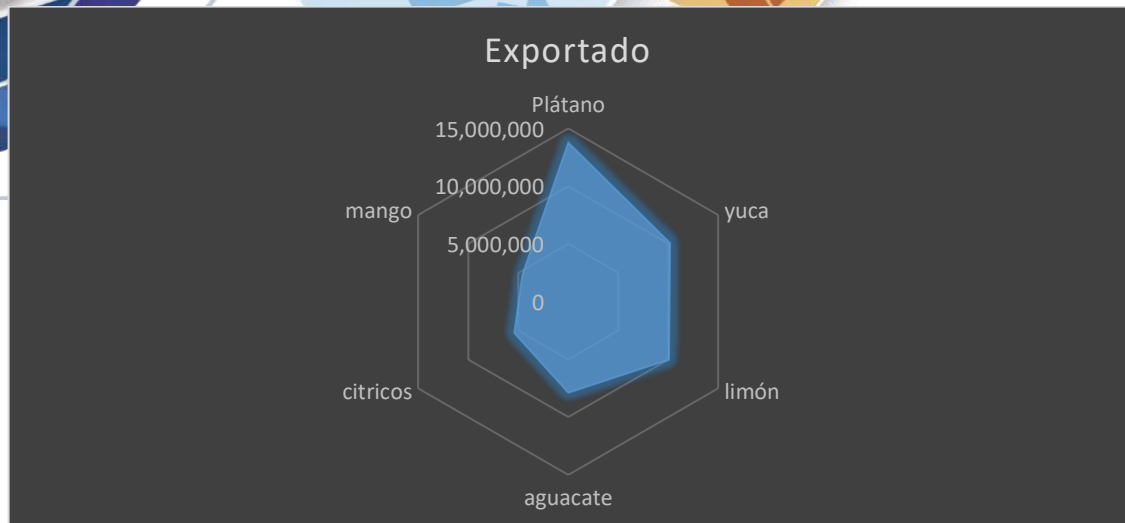 Exportado
Plátano
15,000,000
10,000,000
mango
yuca
5,000,000
0
citricos
limón
aguacate